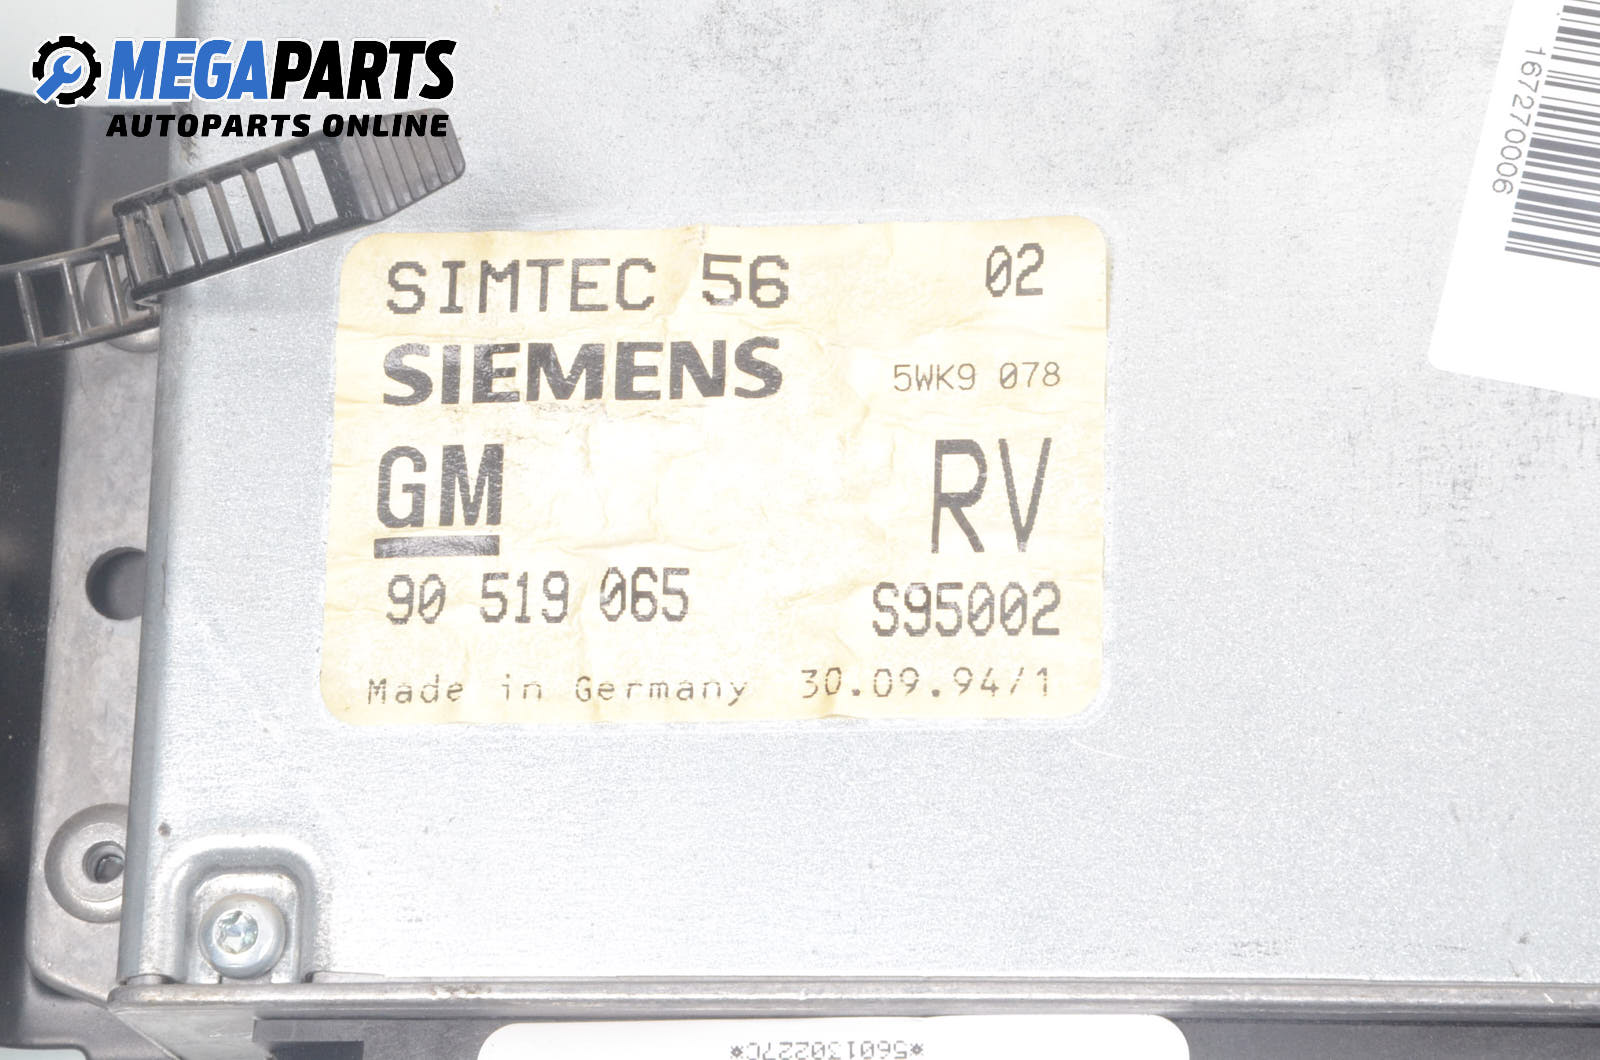 MEGAPARTS
AUTOPARTS ONLINE
167270006
SIMTEC 56 02
SIEMENS 5WK9 078
GM RV
90 519 065 S95002
Made in Germany 30.09.94/1
*5601302277C*